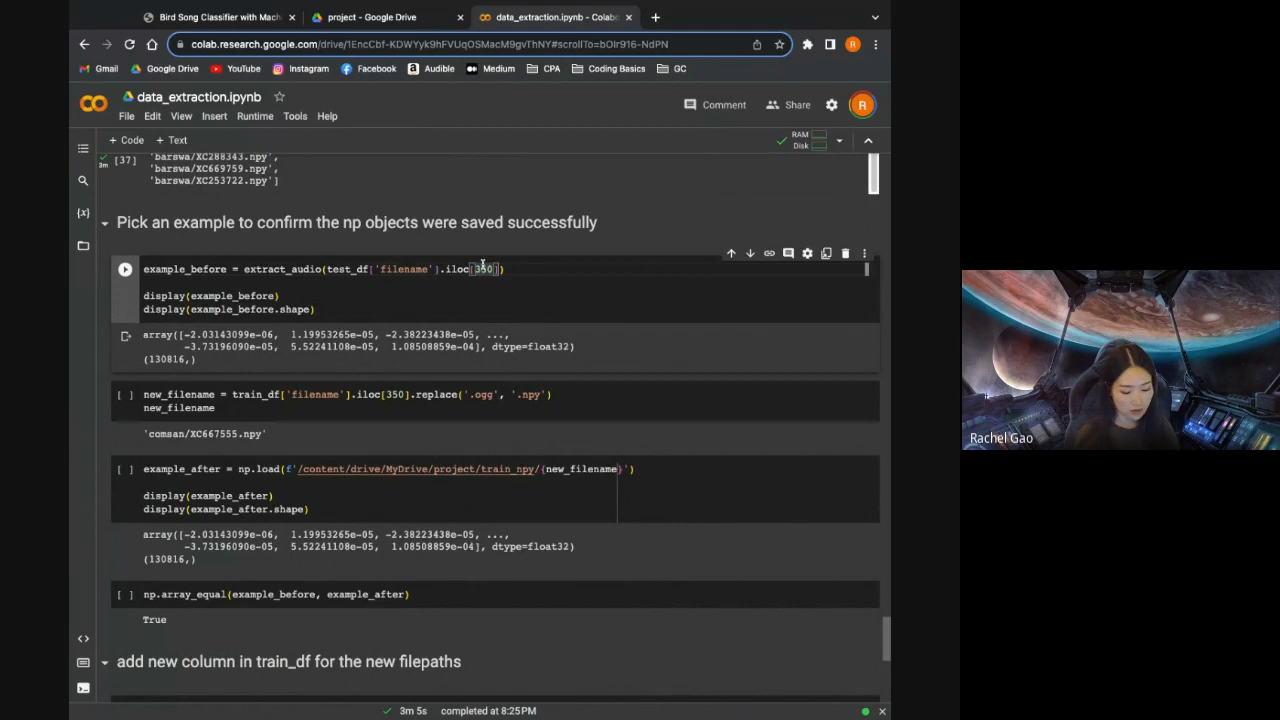 Bird Song Classifier with Mach
project - Google Drive
data_extraction.ipynb - Colabo
colab.research.google.com/drive/1EncCbf-KDWYyk9hFVUqOSMacM9gvThNY#scrollTo=bOIr916-NdPN
R
Gmail
Google Drive
YouTube
Instagram
Facebook
Audible
Medium
CPA
Coding Basics
GC
data_extraction.ipynb
Comment
Share
R
File Edit View Insert Runtime Tools Help
+ Code + Text
RAM
Disk
3m
[37]
'barswa/XC288343.npy',
'barswa/XC669759.npy',
'barswa/XC253722.npy']
Pick an example to confirm the np objects were saved successfully
example_before = extract_audio(test_df['filename'].iloc[350])
display(example_before)
display(example_before.shape)
array([-2.03143099e-06, 1.19953265e-05, -2.38223438e-05, ...,
-3.73196090e-05, 5.52241108e-05, 1.08508859e-04], dtype=float32)
(130816,)
[ ] new_filename = train_df['filename'].iloc[350].replace('.ogg', '.npy')
new_filename
'comsan/XC667555.npy'
[ ] example_after = np.load(f'/content/drive/MyDrive/project/train_npy/{new_filename}')
display(example_after)
display(example_after.shape)
array([-2.03143099e-06, 1.19953265e-05, -2.38223438e-05, ...,
-3.73196090e-05, 5.52241108e-05, 1.08508859e-04], dtype=float32)
(130816,)
[ ] np.array_equal(example_before, example_after)
True
add new column in train_df for the new filepaths
3m 5s completed at 8:25PM
Rachel Gao